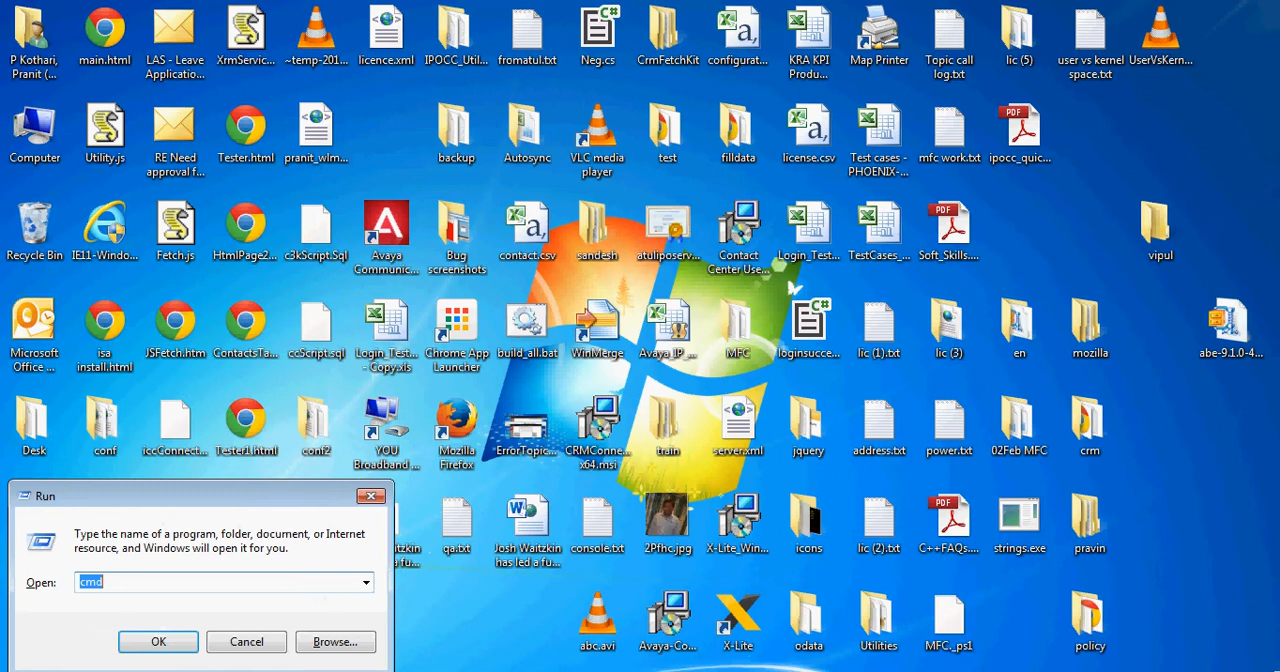 P Kothari, Pranit (...
main.html
LAS - Leave Applicatio...
XrmServic...
~temp-201...
licence.xml
IPOCC_Util...
fromatul.txt
Neg.cs
CrmFetchKit
configurat...
KRA KPI Produ...
Map Printer
Topic call log.txt
lic (5)
user vs kernel space.txt
UserVsKern...
Computer
Utility.js
RE Need approval f...
Tester.html
pranit_wlm...
backup
Autosync
VLC media player
test
filldata
license.csv
Test cases - PHOENIX-...
mfc work.txt
PDF
ipocc_quic...
Recycle Bin
IE11-Windo...
Fetch.js
HtmlPage2...
c3kScript.Sql
Avaya Communic...
Bug screenshots
contact.csv
sandesh
atuliposerv...
Contact Center Use...
Login_Test...
TestCases_...
PDF
Soft_Skills....
vipul
Microsoft Office ...
isa install.html
JSFetch.htm
ContactsTa...
ccScript.sql
Login_Test... - Copy.xls
Chrome App Launcher
build_all.bat
WinMerge
Avaya_IP_...
MFC
loginsucce...
lic (1).txt
lic (3)
en
mozilla
abe-9.1.0-4...
Desk
conf
iccConnect...
Tester1.html
conf2
YOU Broadband ...
Mozilla Firefox
ErrorTopic...
CRMConne... x64.msi
train
server.xml
jquery
address.txt
power.txt
02Feb MFC
crm
Run
Type the name of a program, folder, document, or Internet
resource, and Windows will open it for you.
Open:
cmd
OK
Cancel
Browse...
itzkin
a fu...
qa.txt
Josh Waitzkin has led a fu...
console.txt
2Pfhc.jpg
X-Lite_Win...
icons
lic (2).txt
PDF
C++FAQs....
strings.exe
pravin
abc.avi
Avaya-Co...
X-Lite
odata
Utilities
MFC._ps1
policy